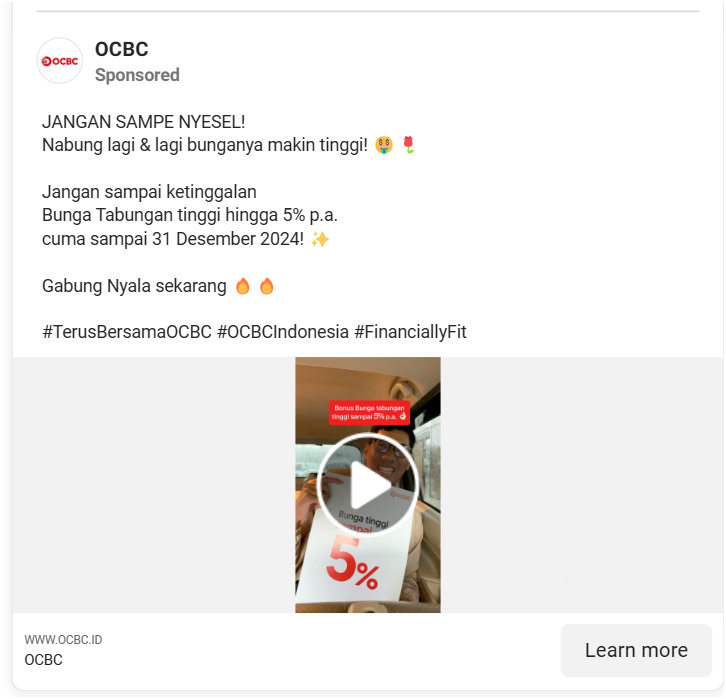 OCBC
OCBC
Sponsored
JANGAN SAMPE NYESEL!
Nabung lagi & lagi bunganya makin tinggi! 🤑 🌷
Jangan sampai ketinggalan
Bunga Tabungan tinggi hingga 5% p.a.
cuma sampai 31 Desember 2024! ✨
Gabung Nyala sekarang 🔥 🔥
#TerusBersamaOCBC #OCBCIndonesia #FinanciallyFit
Bonus Bunga tabungan
tinggi sampai 5% p.a. 👌
OCBC
Bunga tinggi
sampai
5%
WWW.OCBC.ID
OCBC
Learn more